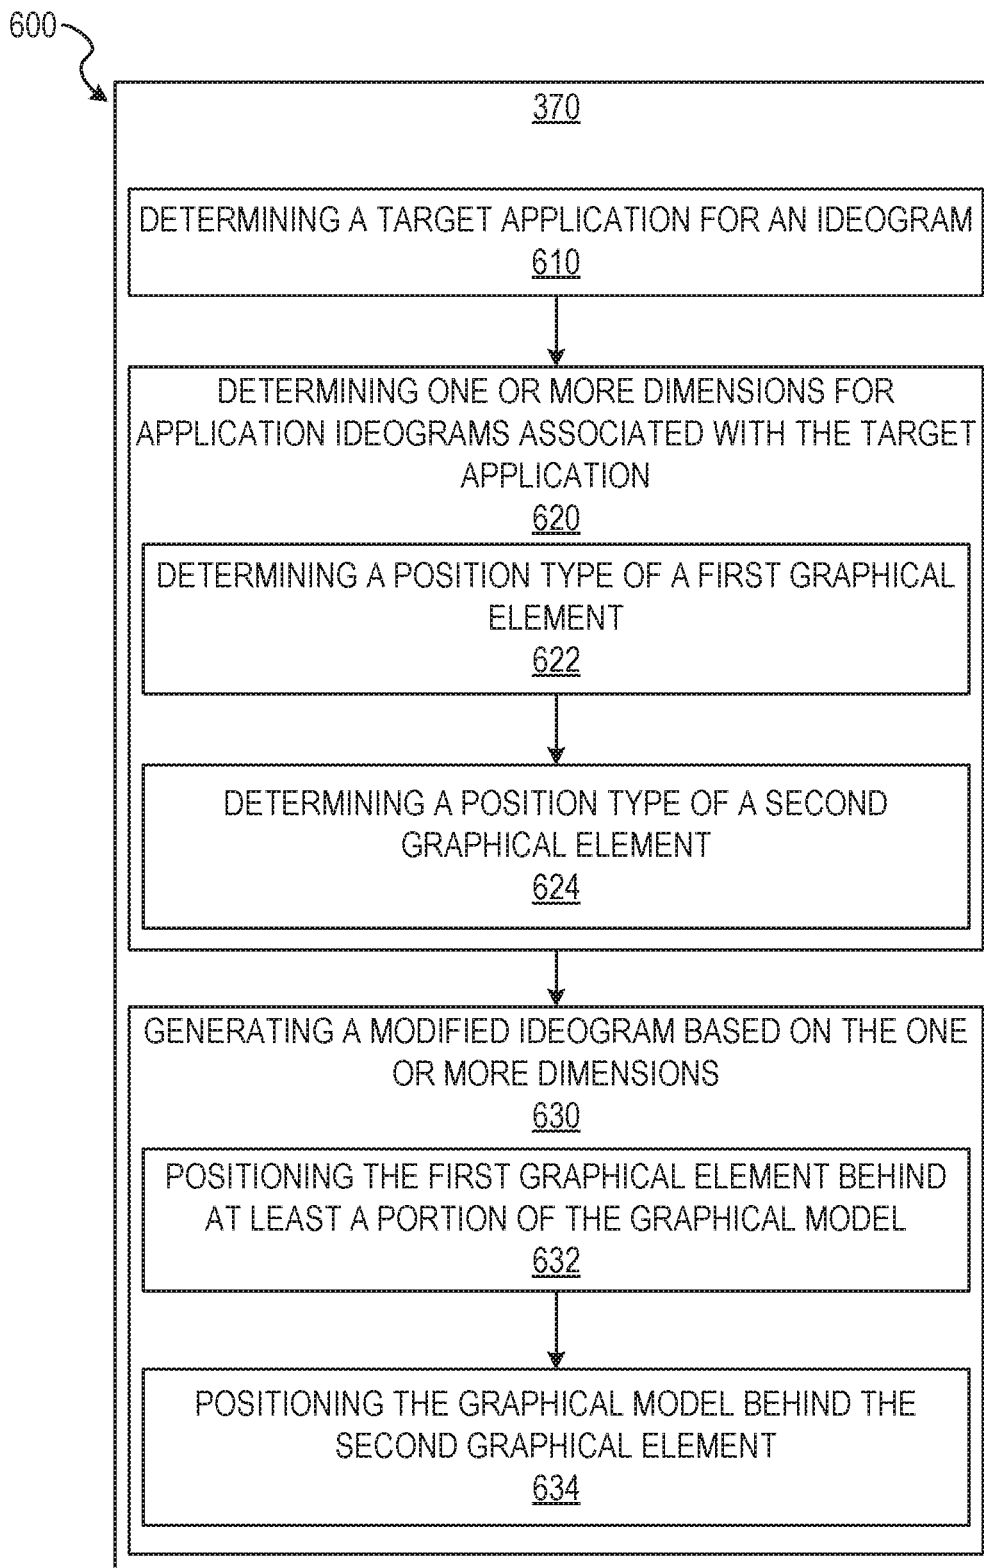 600
370
DETERMINING A TARGET APPLICATION FOR AN IDEOGRAM
610
DETERMINING ONE OR MORE DIMENSIONS FOR
APPLICATION IDEOGRAMS ASSOCIATED WITH THE TARGET
APPLICATION
620
DETERMINING A POSITION TYPE OF A FIRST GRAPHICAL
ELEMENT
622
DETERMINING A POSITION TYPE OF A SECOND
GRAPHICAL ELEMENT
624
GENERATING A MODIFIED IDEOGRAM BASED ON THE ONE
OR MORE DIMENSIONS
630
POSITIONING THE FIRST GRAPHICAL ELEMENT BEHIND
AT LEAST A PORTION OF THE GRAPHICAL MODEL
632
POSITIONING THE GRAPHICAL MODEL BEHIND THE
SECOND GRAPHICAL ELEMENT
634